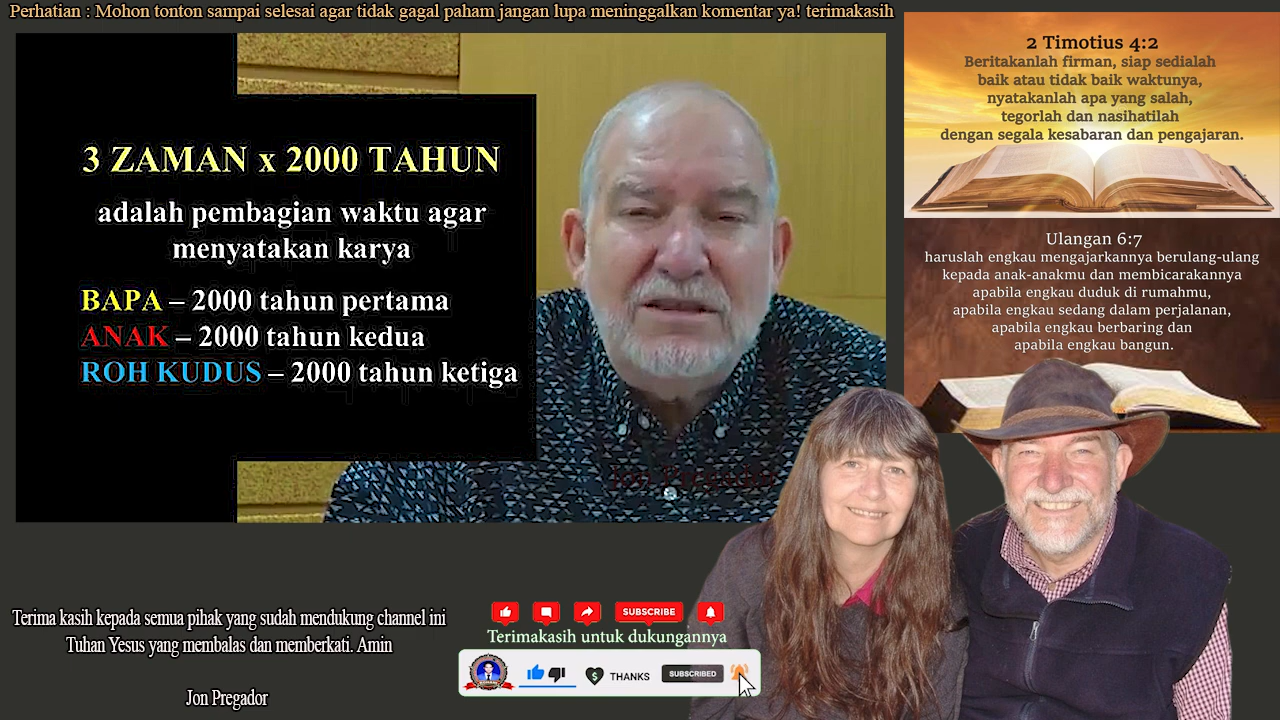 Perhatian : Mohon tonton sampai selesai agar tidak gagal paham jangan lupa meninggalkan komentar ya! terimakasih
3 ZAMAN x 2000 TAHUN
adalah pembagian waktu agar
menyatakan karya
BAPA – 2000 tahun pertama
ANAK – 2000 tahun kedua
ROH KUDUS – 2000 tahun ketiga
Jon Pregador
2 Timotius 4:2
Beritakanlah firman, siap sedialah
baik atau tidak baik waktunya,
nyatakanlah apa yang salah,
tegorlah dan nasihatilah
dengan segala kesabaran dan pengajaran.
Ulangan 6:7
haruslah engkau mengajarkannya berulang-ulang
kepada anak-anakmu dan membicarakannya
apabila engkau duduk di rumahmu,
apabila engkau sedang dalam perjalanan,
apabila engkau berbaring dan
apabila engkau bangun.
Terima kasih kepada semua pihak yang sudah mendukung channel ini
Tuhan Yesus yang membalas dan memberkati. Amin
Jon Pregador
SUBSCRIBE
Terimakasih untuk dukungannya
THANKS
SUBSCRIBED